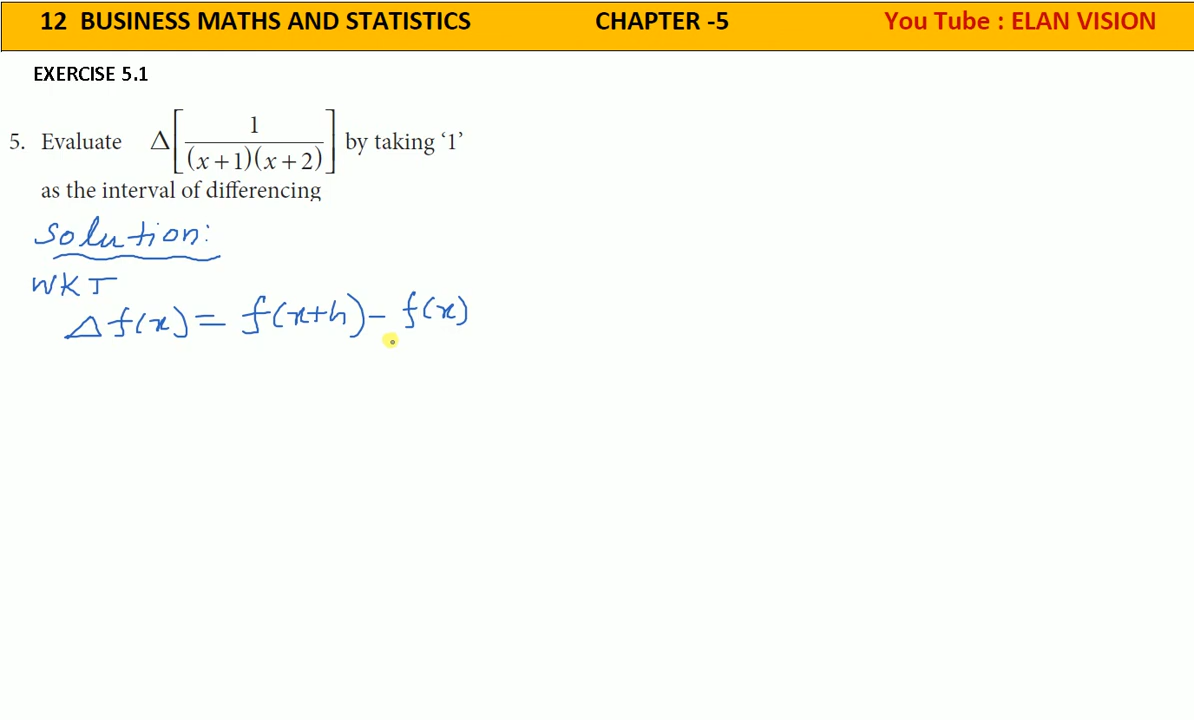 12 BUSINESS MATHS AND STATISTICS CHAPTER -5 You Tube : ELAN VISION
EXERCISE 5.1
5. Evaluate Δ[1/((x+1)(x+2))] by taking ‘1’
as the interval of differencing
Solution:
WKT
Δf(x) = f(x+h) - f(x)